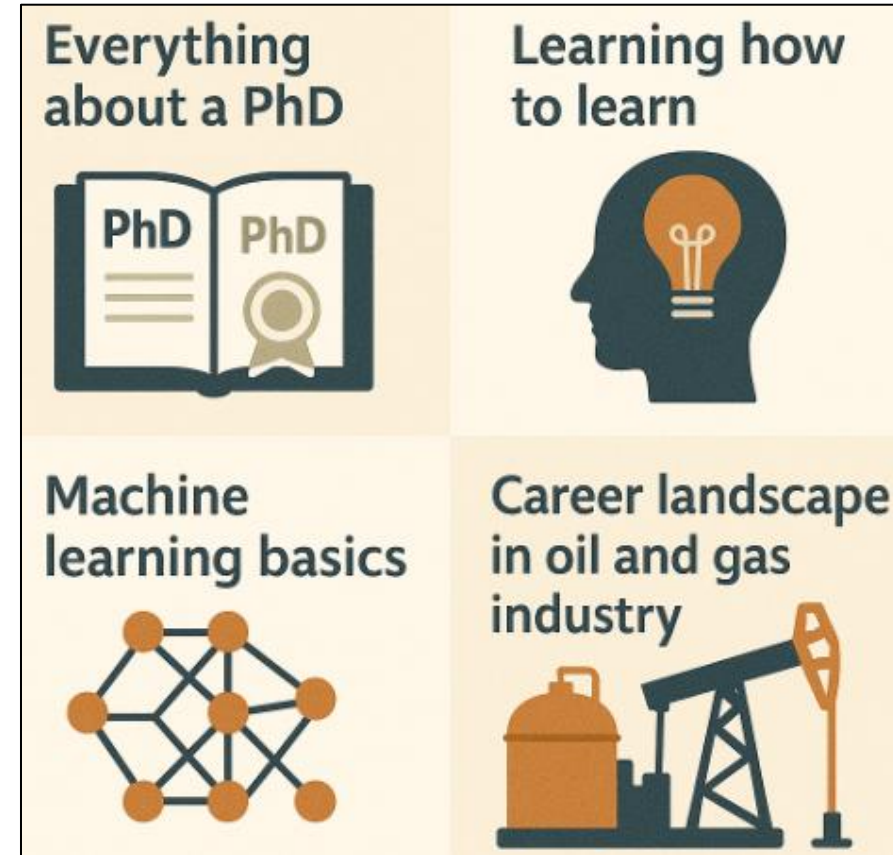 Everything
about a PhD
PhD
PhD
Learning how
to learn
Machine
learning basics
Career landscape
in oil and gas
industry